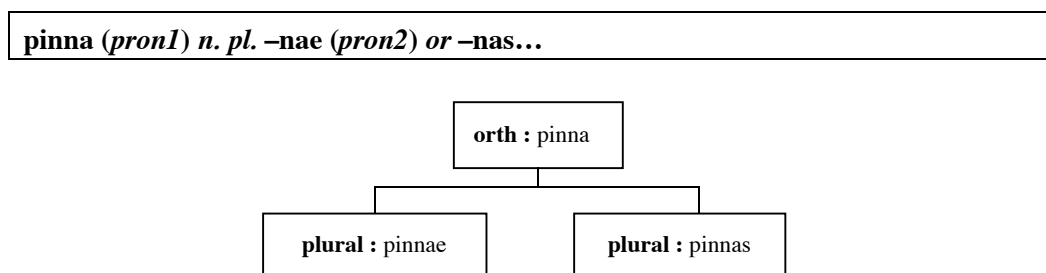 pinna (pron1) n. pl. –nae (pron2) or –nas…
orth : pinna
plural : pinnae
plural : pinnas